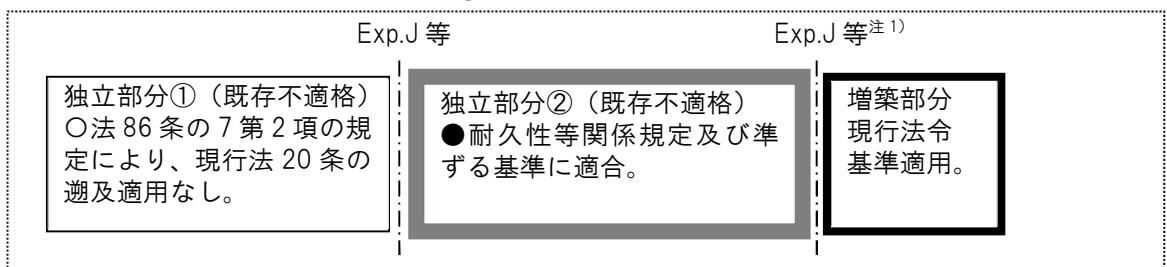 Exp.J 等
Exp.J 等注 1)
独立部分①（既存不適格）
〇法 86 条の 7 第 2 項の規
定により、現行法 20 条の
遡及適用なし。
独立部分②（既存不適格）
●耐久性等関係規定及び準
ずる基準に適合。
増築部分
現行法令
基準適用。